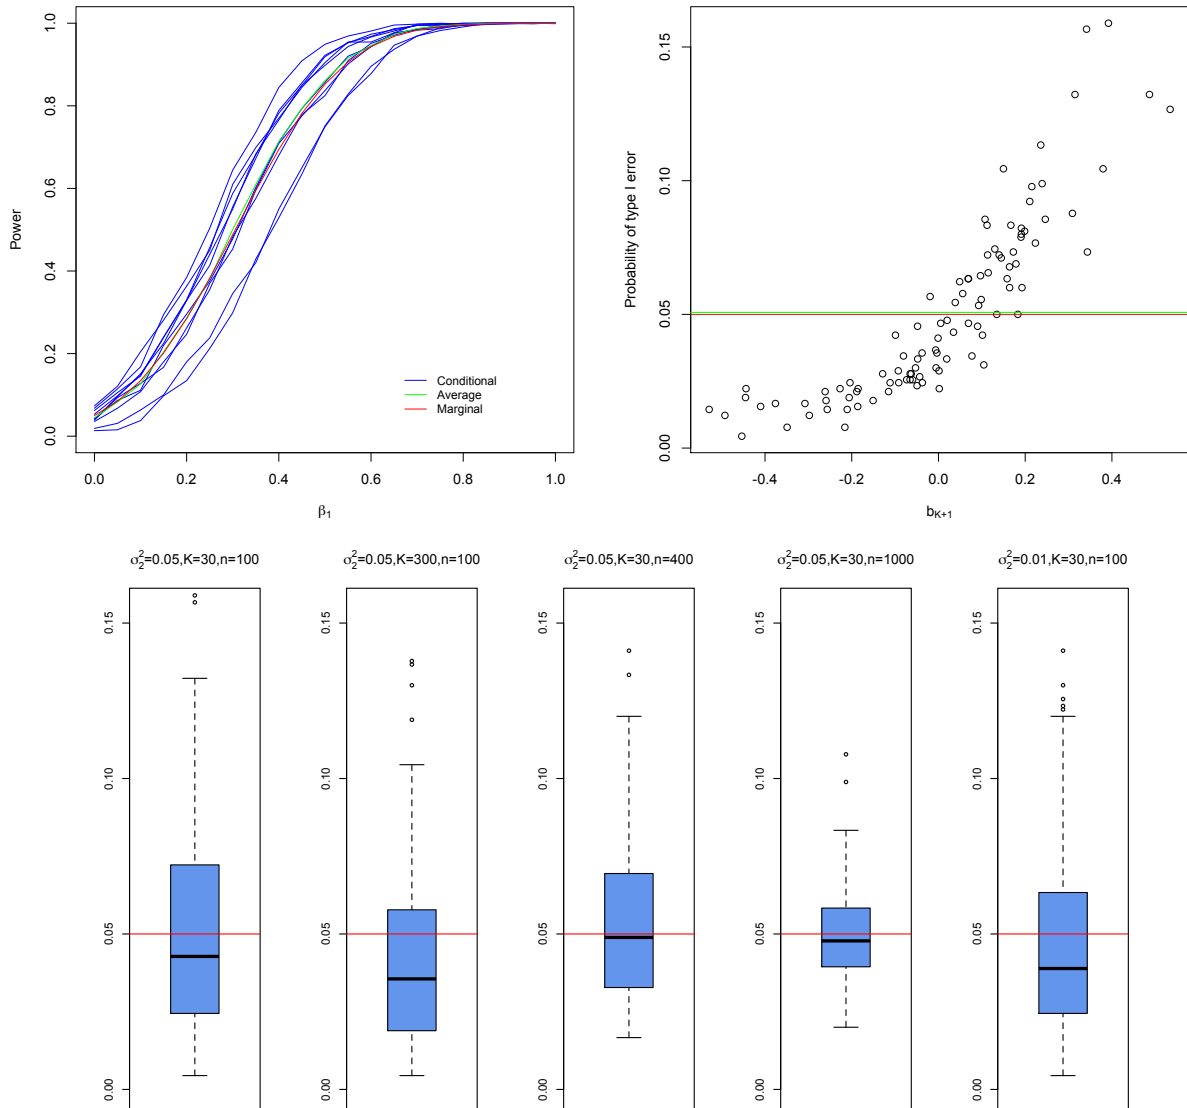 Power
1.0
0.8
0.6
0.4
0.2
0.0
Conditional
Average
Marginal
0.0 0.2 0.4 0.6 0.8 1.0
β₁
Probability of type I error
0.15
0.10
0.05
0.00
-0.4 -0.2 0.0 0.2 0.4
b_{K+1}
σ₂²=0.05,K=30,n=100
σ₂²=0.05,K=300,n=100
σ₂²=0.05,K=30,n=400
σ₂²=0.05,K=30,n=1000
σ₂²=0.01,K=30,n=100
0.15 0.15 0.15 0.15 0.15
0.10 0.10 0.10 0.10 0.10
0.05 0.05 0.05 0.05 0.05
0.00 0.00 0.00 0.00 0.00